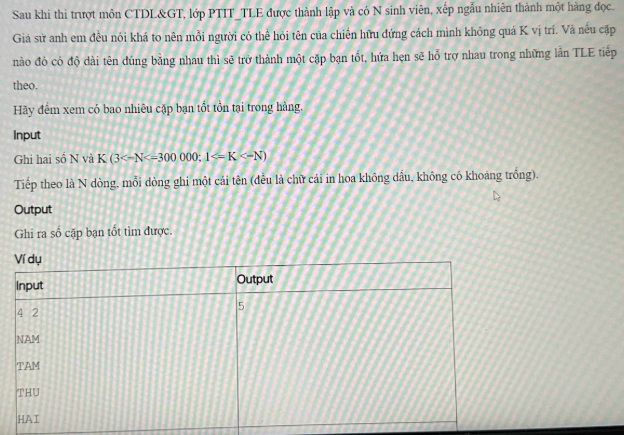 Sau khi thi trượt môn CTDL&GT, lớp PTIT_TLE được thành lập và có N sinh viên, xếp ngẫu nhiên thành một hàng dọc.
Giả sử anh em đều nói khá to nên mỗi người có thể hỏi tên của chiến hữu đứng cách mình không quá K vị trí. Và nếu cặp
nào đó có độ dài tên đúng bằng nhau thì sẽ trở thành một cặp bạn tốt, hứa hẹn sẽ hỗ trợ nhau trong những lần TLE tiếp
theo.
Hãy đếm xem có bao nhiêu cặp bạn tốt tồn tại trong hàng.
Input
Ghi hai số N và K (3<=N<=300 000; 1<= K <=N)
Tiếp theo là N dòng, mỗi dòng ghi một cái tên (đều là chữ cái in hoa không dấu, không có khoảng trống).
Output
Ghi ra số cặp bạn tốt tìm được.
Ví dụ
Input Output
4 2 5
NAM
TAM
THU
HAI